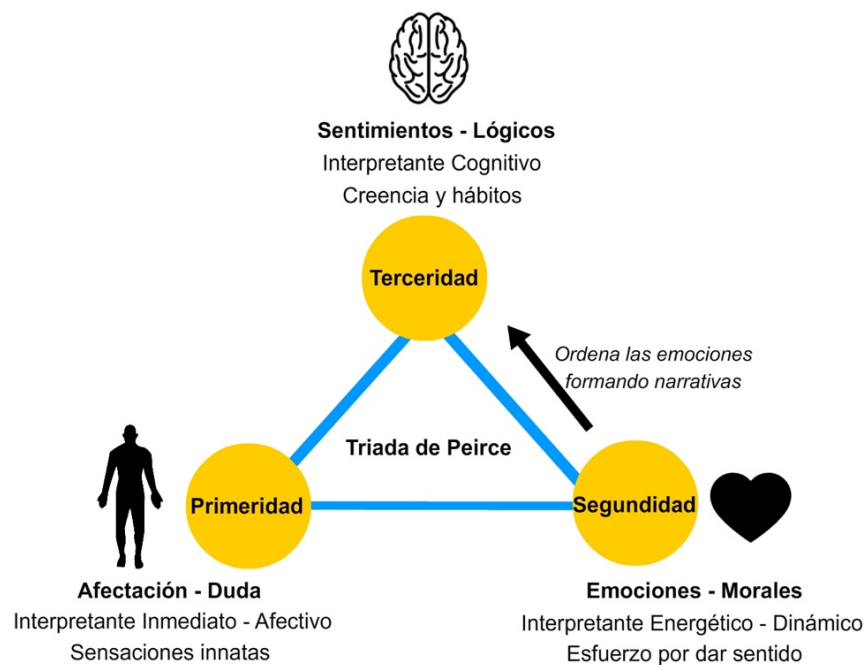 Sentimientos - Lógicos
Interpretante Cognitivo
Creencia y hábitos
Terceridad
Ordena las emociones
formando narrativas
Triada de Peirce
Primeridad
Segundidad
Afectación - Duda
Interpretante Inmediato - Afectivo
Sensaciones innatas
Emociones - Morales
Interpretante Energético - Dinámico
Esfuerzo por dar sentido